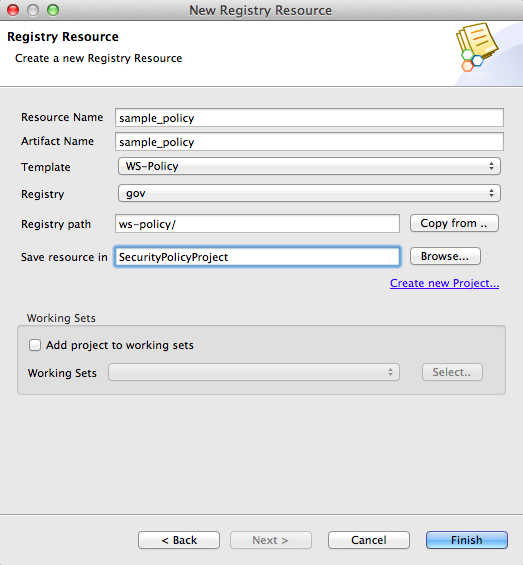 New Registry Resource
Registry Resource
Create a new Registry Resource
Resource Name sample_policy
Artifact Name sample_policy
Template WS-Policy
Registry gov
Registry path ws-policy/ Copy from ..
Save resource in SecurityPolicyProject Browse...
Create new Project...
Working Sets
Add project to working sets
Working Sets Select..
< Back Next > Cancel Finish